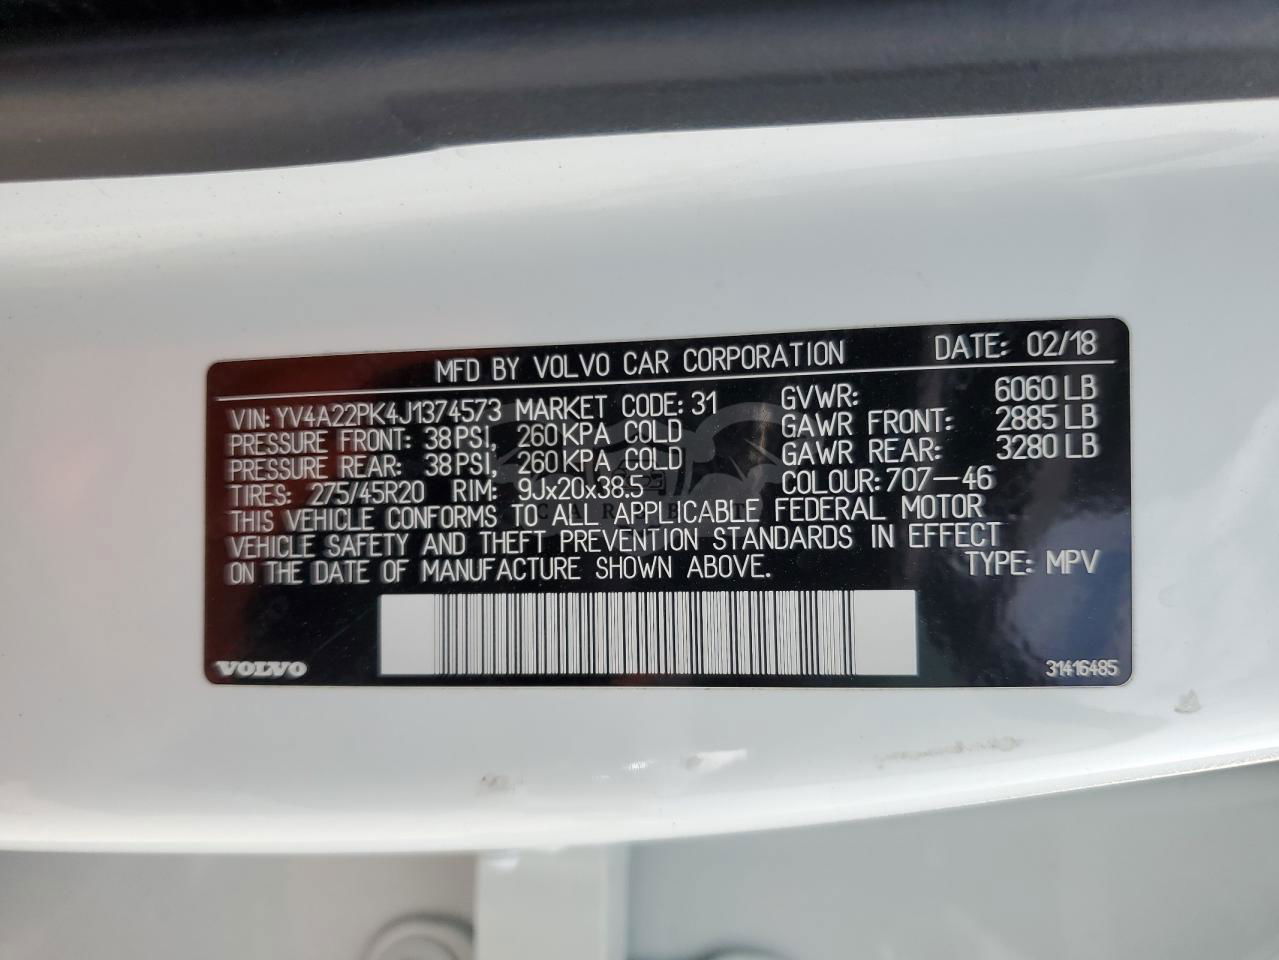 MFD BY VOLVO CAR CORPORATION DATE: 02/18
VIN: YV4A22PK4J1374573 MARKET CODE: 31 GVWR: 6060 LB
PRESSURE FRONT: 38 PSI, 260 KPA COLD GAWR FRONT: 2885 LB
PRESSURE REAR: 38 PSI, 260 KPA COLD GAWR REAR: 3280 LB
TIRES: 275/45R20 RIM: 9Jx20x38.5 COLOUR: 707-46
THIS VEHICLE CONFORMS TO ALL APPLICABLE FEDERAL MOTOR
VEHICLE SAFETY AND THEFT PREVENTION STANDARDS IN EFFECT
ON THE DATE OF MANUFACTURE SHOWN ABOVE. TYPE: MPV
VOLVO 31416485